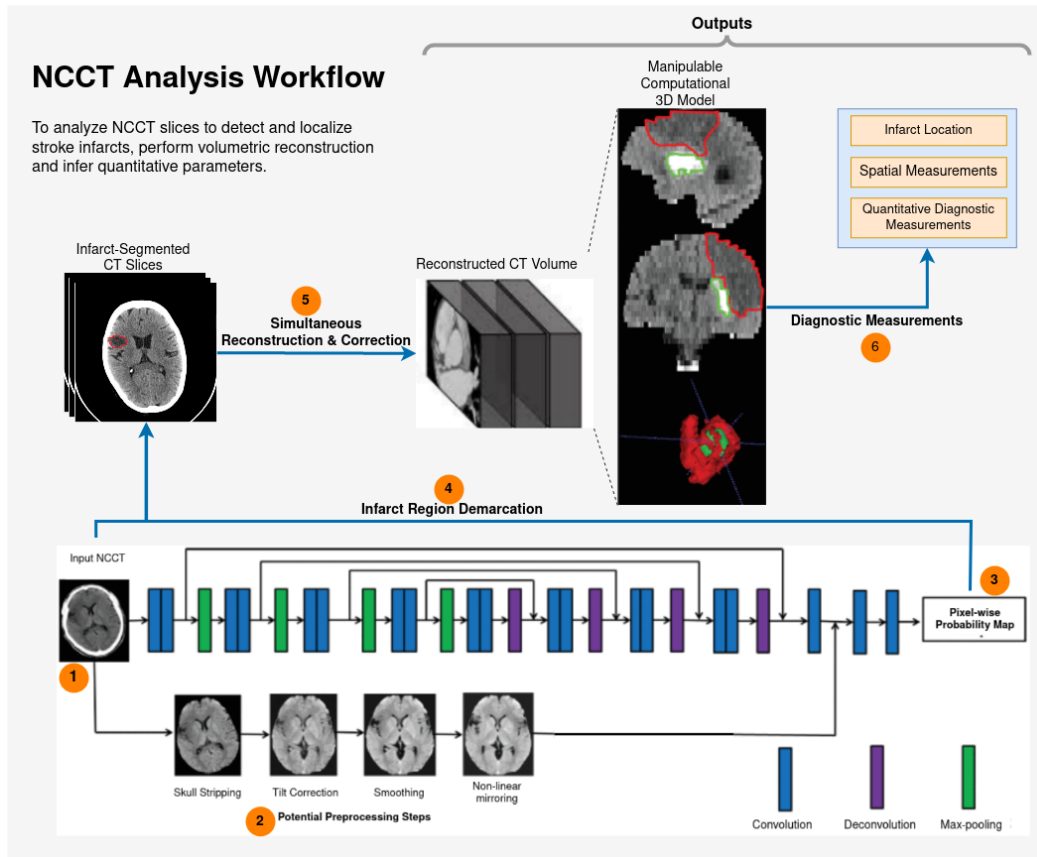 Outputs
NCCT Analysis Workflow
To analyze NCCT slices to detect and localize
stroke infarcts, perform volumetric reconstruction
and infer quantitative parameters.
Manipulable
Computational
3D Model
Infarct Location
Spatial Measurements
Quantitative Diagnostic
Measurements
Infarct-Segmented
CT Slices
5
Simultaneous
Reconstruction & Correction
Reconstructed CT Volume
Diagnostic Measurements
6
4
Infarct Region Demarcation
Input NCCT
1
3
Pixel-wise
Probability Map
-
Skull Stripping
Tilt Correction
Smoothing
Non-linear
mirroring
2
Potential Preprocessing Steps
Convolution
Deconvolution
Max-pooling